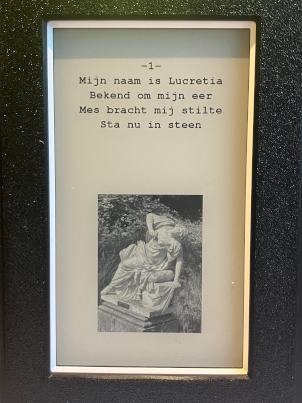 -1-
Mijn naam is Lucretia
Bekend om mijn eer
Mes bracht mij stilte
Sta nu in steen